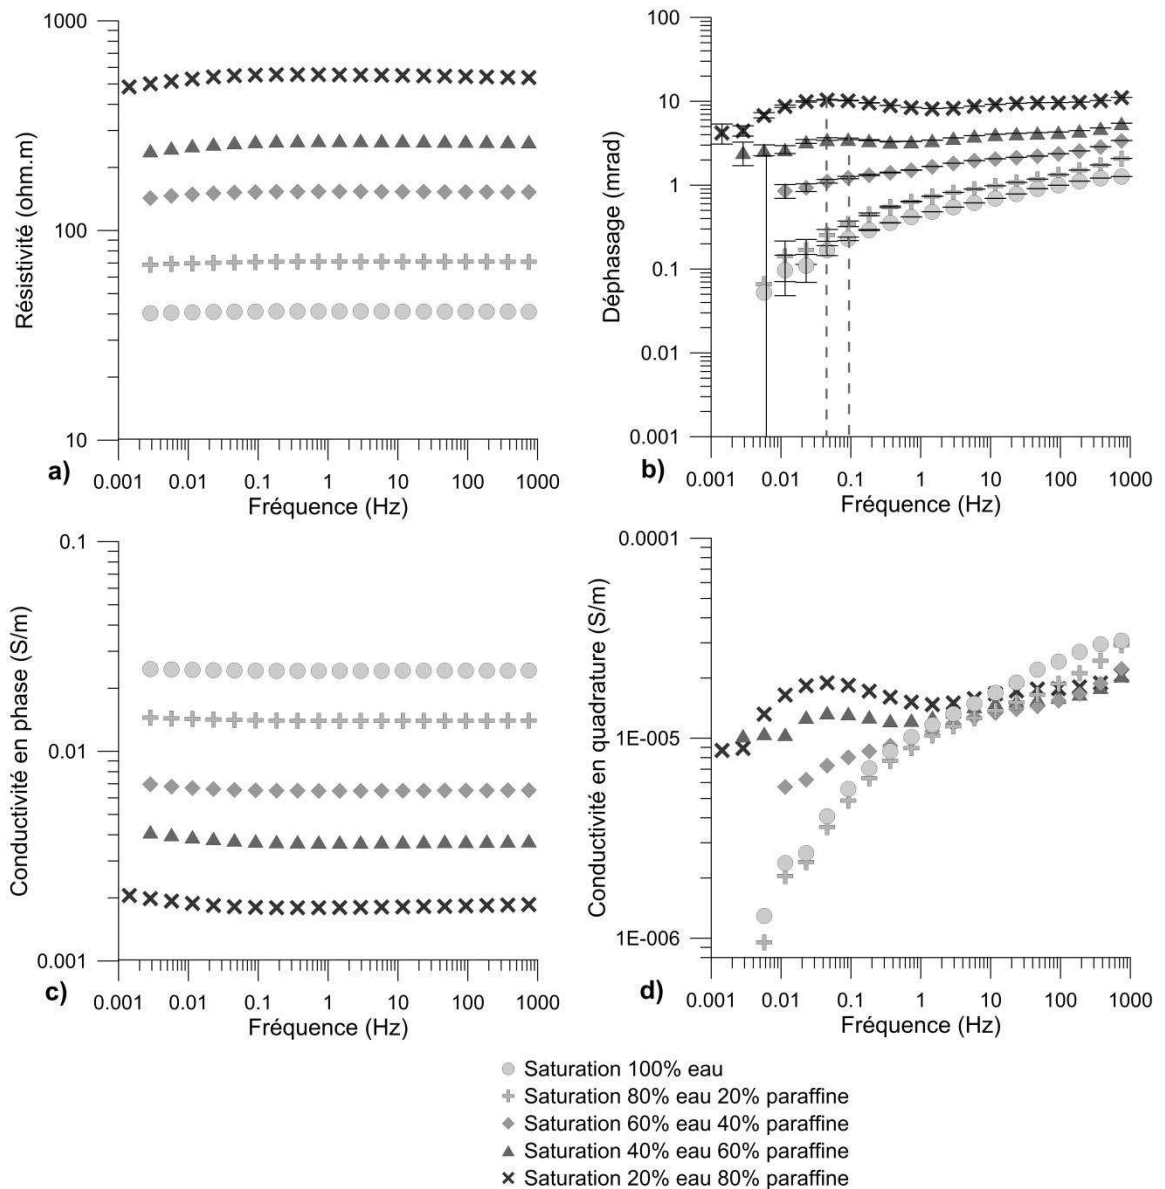 1000
100
10
Résistivité (ohm.m)
0.001 0.01 0.1 1 10 100 1000
Fréquence (Hz)
a)
100
10
1
0.1
0.01
0.001
Déphasage (mrad)
0.001 0.01 0.1 1 10 100 1000
Fréquence (Hz)
b)
0.1
0.01
0.001
Conductivité en phase (S/m)
0.001 0.01 0.1 1 10 100 1000
Fréquence (Hz)
c)
0.0001
1E-005
1E-006
Conductivité en quadrature (S/m)
0.001 0.01 0.1 1 10 100 1000
Fréquence (Hz)
d)
Saturation 100% eau
Saturation 80% eau 20% paraffine
Saturation 60% eau 40% paraffine
Saturation 40% eau 60% paraffine
Saturation 20% eau 80% paraffine